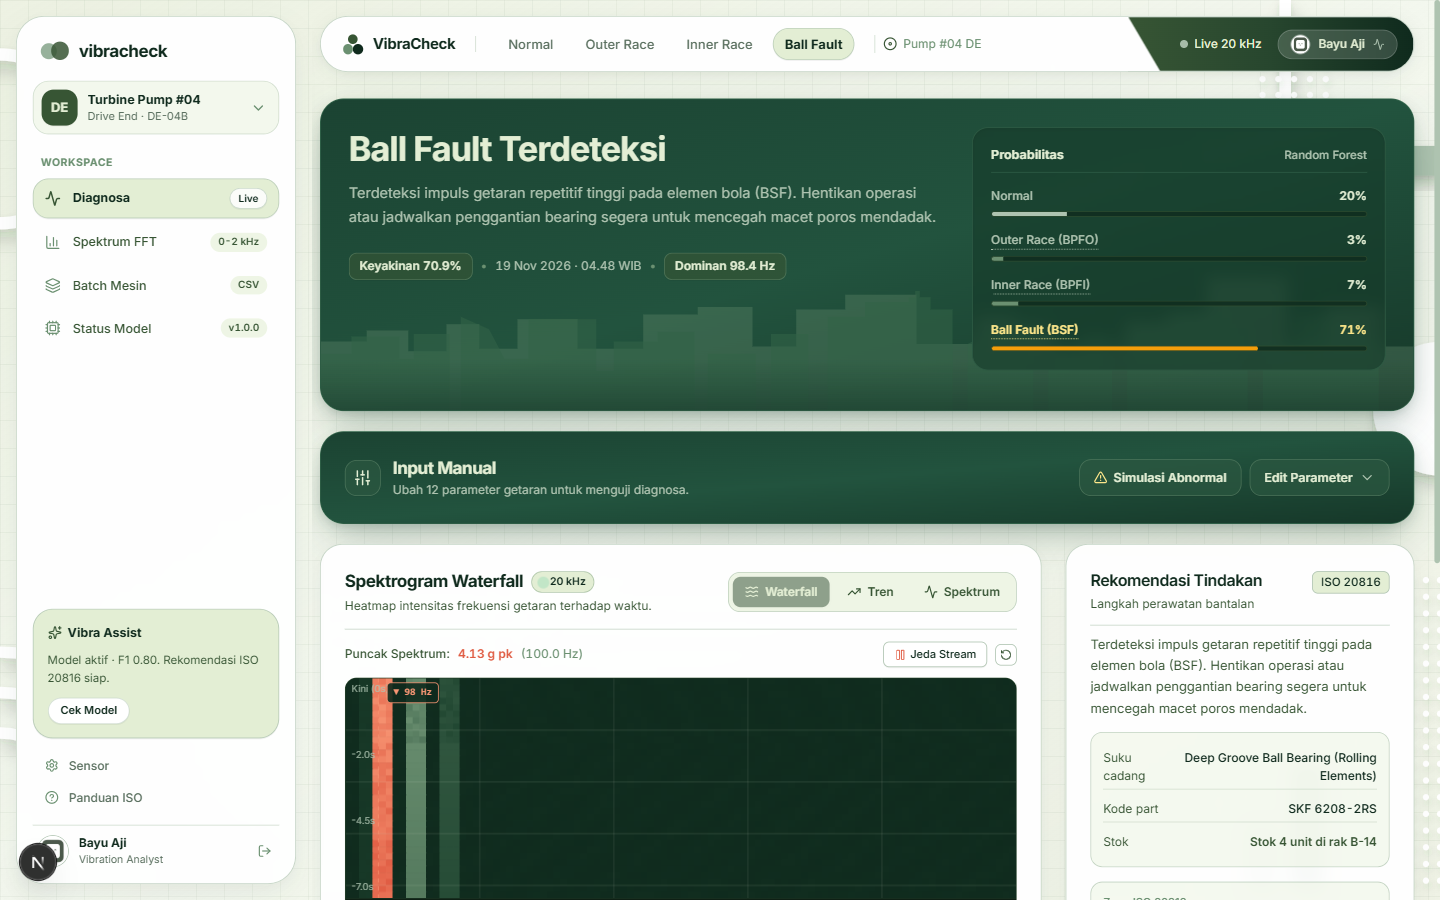 vibracheck
DE
Turbine Pump #04
Drive End · DE-04B
WORKSPACE
Diagnosa
Live
Spektrum FFT
0-2 kHz
Batch Mesin
CSV
Status Model
v1.0.0
Vibra Assist
Model aktif · F1 0.80. Rekomendasi ISO
20816 siap.
Cek Model
Sensor
Panduan ISO
Bayu Aji
Vibration Analyst
N
VibraCheck
Normal
Outer Race
Inner Race
Ball Fault
Pump #04 DE
Live 20 kHz
Bayu Aji
Ball Fault Terdeteksi
Terdeteksi impuls getaran repetitif tinggi pada elemen bola (BSF). Hentikan operasi
atau jadwalkan penggantian bearing segera untuk mencegah macet poros mendadak.
Keyakinan 70.9% • 19 Nov 2026 · 04.48 WIB • Dominan 98.4 Hz
Probabilitas
Random Forest
Normal 20%
Outer Race (BPFO) 3%
Inner Race (BPFI) 7%
Ball Fault (BSF) 71%
Input Manual
Ubah 12 parameter getaran untuk menguji diagnosa.
Simulasi Abnormal
Edit Parameter
Spektrogram Waterfall
20 kHz
Heatmap intensitas frekuensi getaran terhadap waktu.
Waterfall
Tren
Spektrum
Puncak Spektrum: 4.13 g pk (100.0 Hz)
Jeda Stream
Kini (0s
▼ 98 Hz
-2.0s
-4.5s
-7.0s
Rekomendasi Tindakan
ISO 20816
Langkah perawatan bantalan
Terdeteksi impuls getaran repetitif tinggi pada
elemen bola (BSF). Hentikan operasi atau
jadwalkan penggantian bearing segera untuk
mencegah macet poros mendadak.
Suku cadang
Deep Groove Ball Bearing (Rolling
Elements)
Kode part
SKF 6208-2RS
Stok
Stok 4 unit di rak B-14